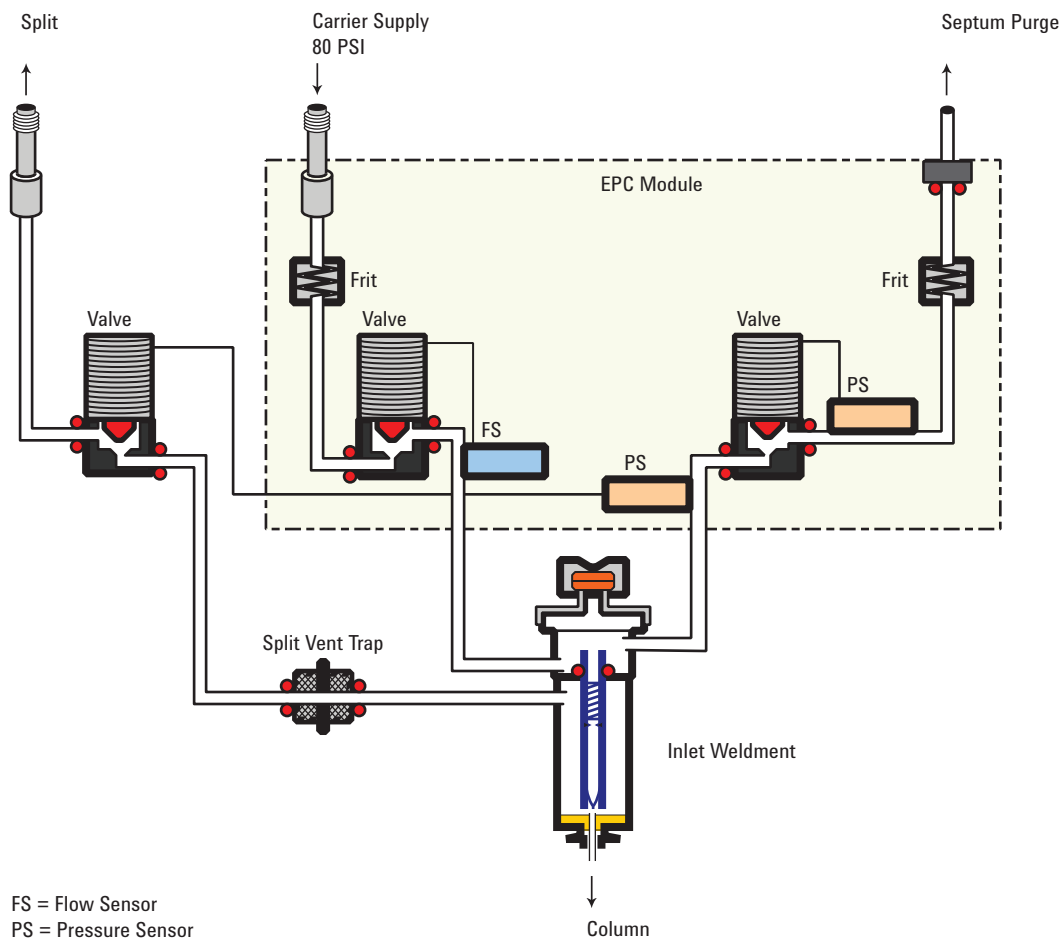 Split
Carrier Supply
80 PSI
Septum Purge
EPC Module
Frit
Frit
Valve
Valve
Valve
PS
FS
PS
Split Vent Trap
Inlet Weldment
FS = Flow Sensor
PS = Pressure Sensor
Column